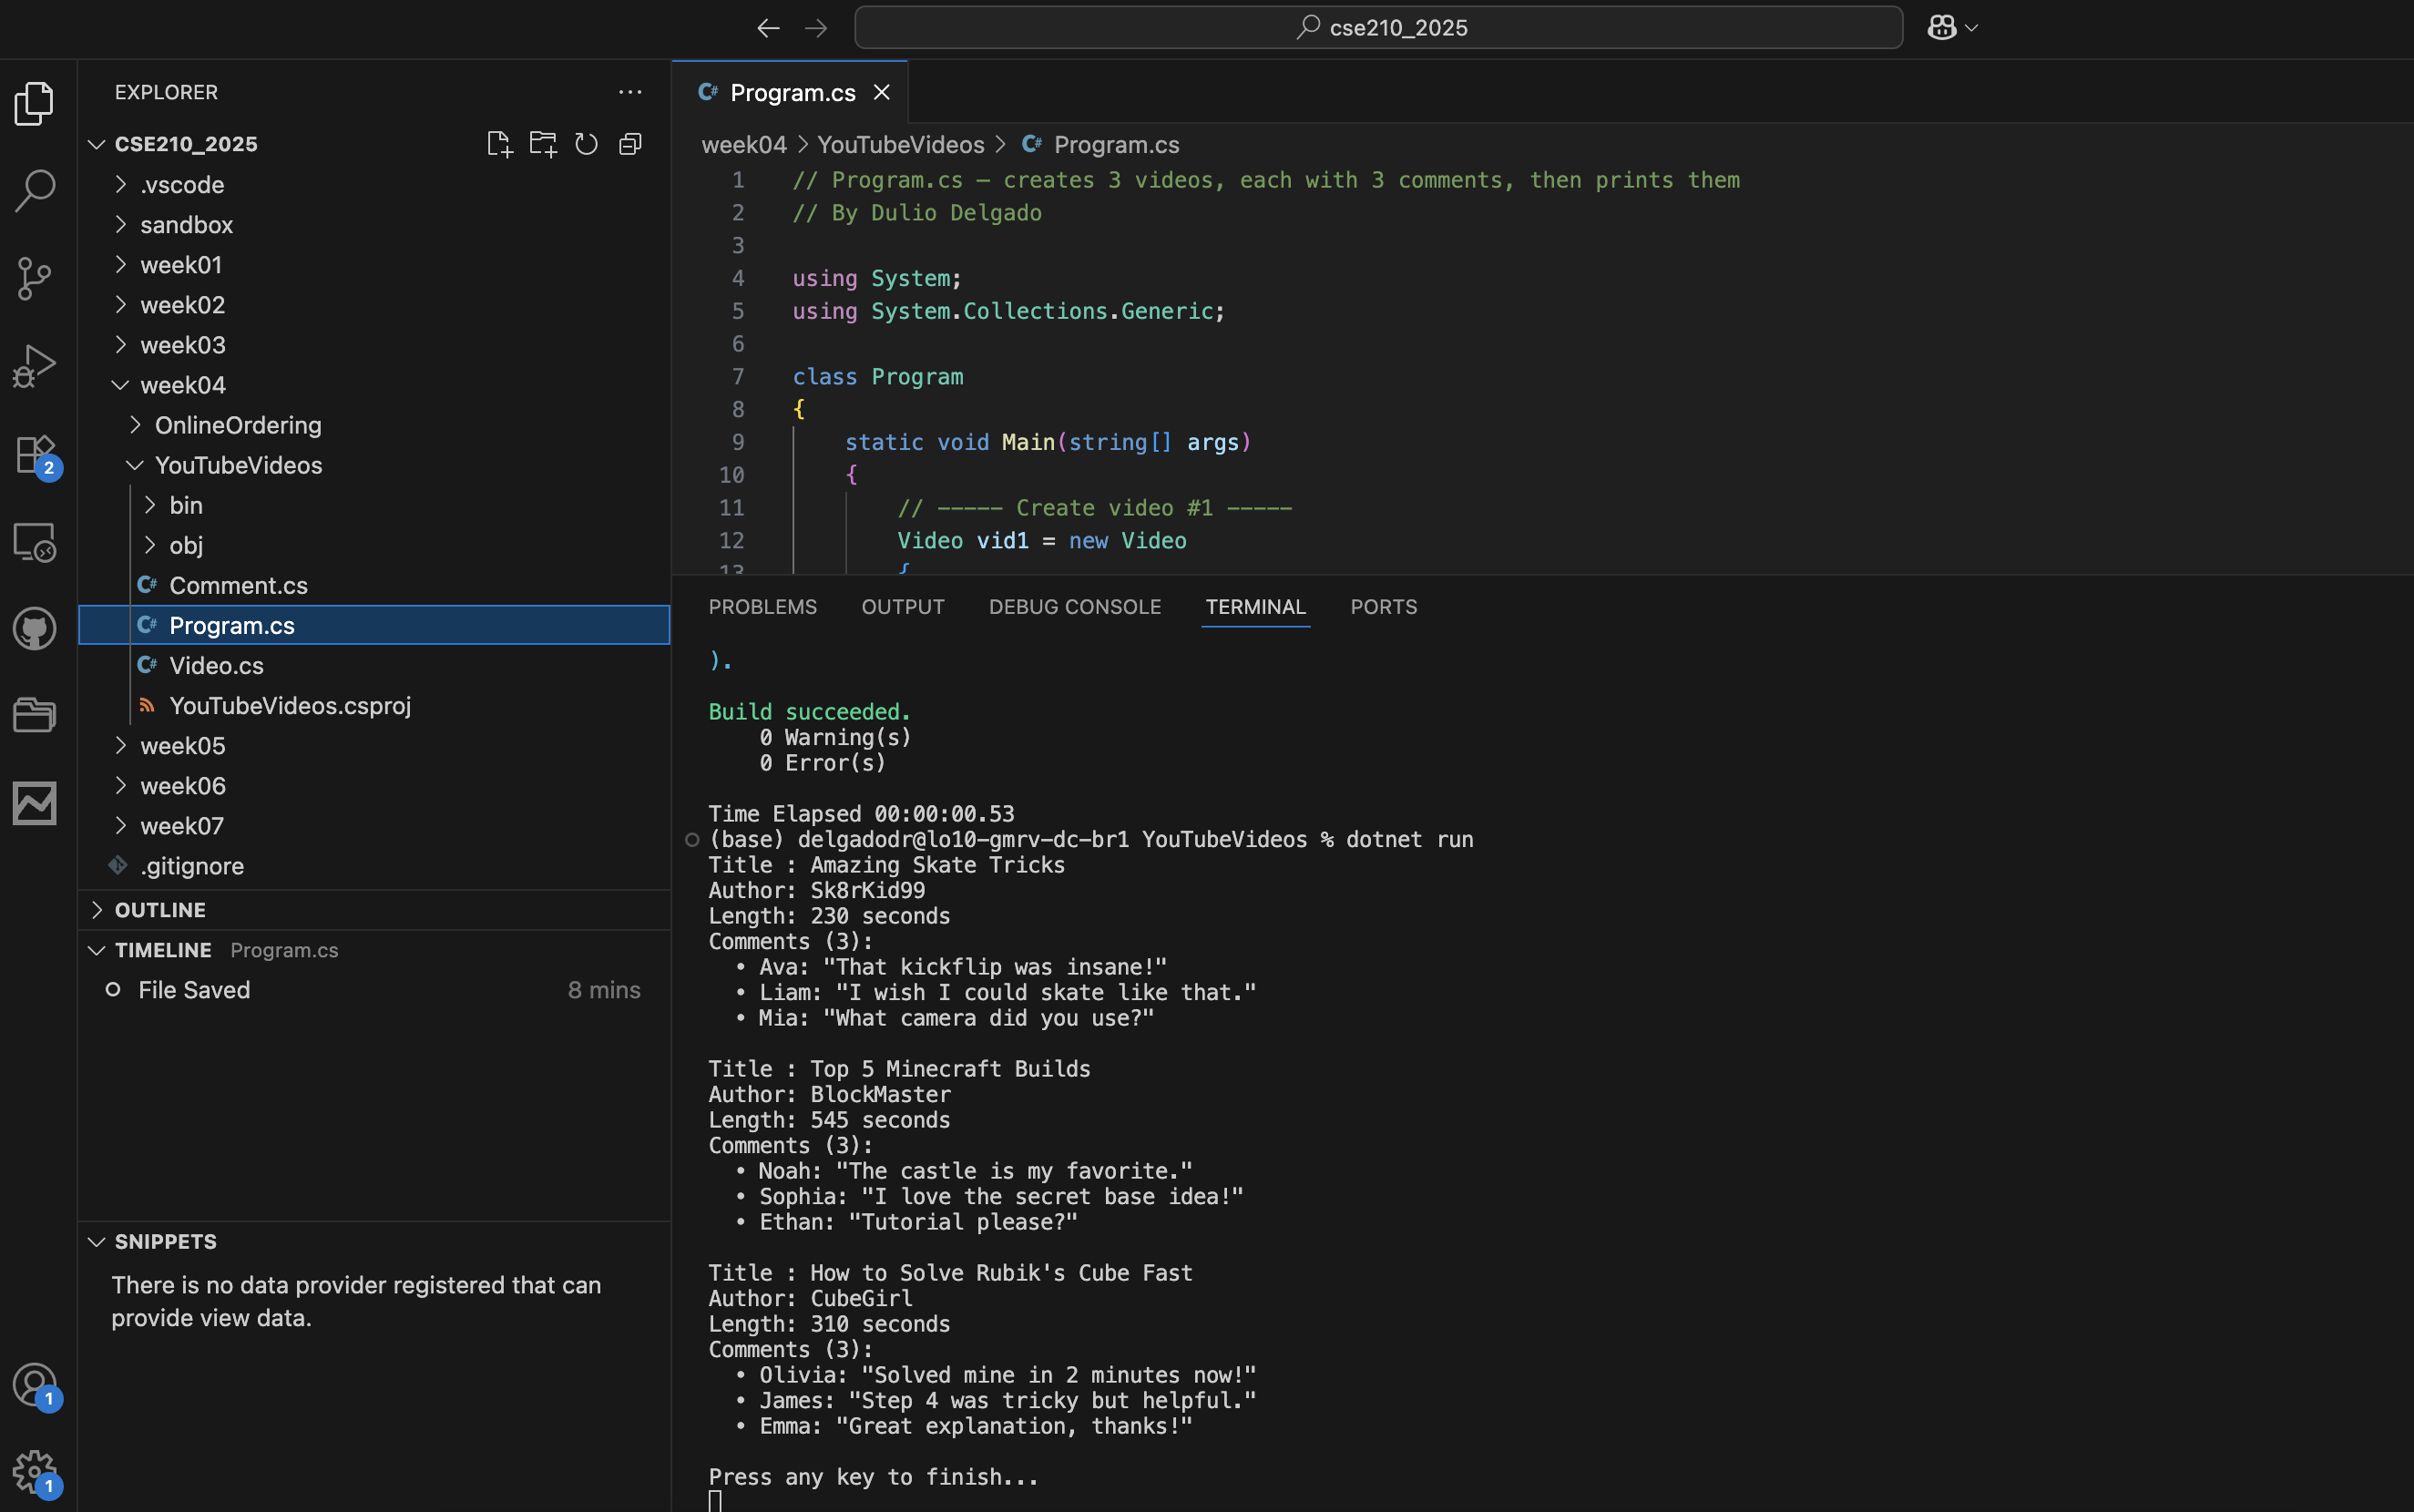 cse210_2025
EXPLORER
CSE210_2025
.vscode
sandbox
week01
week02
week03
week04
OnlineOrdering
YouTubeVideos
bin
obj
Comment.cs
Program.cs
Video.cs
YouTubeVideos.csproj
week05
week06
week07
.gitignore
OUTLINE
TIMELINE Program.cs
File Saved 8 mins
SNIPPETS
There is no data provider registered that can
provide view data.
2
1
1
Program.cs
week04 > YouTubeVideos > Program.cs
1 // Program.cs – creates 3 videos, each with 3 comments, then prints them
2 // By Dulio Delgado
3
4 using System;
5 using System.Collections.Generic;
6
7 class Program
8 {
9 static void Main(string[] args)
10 {
11 // ----- Create video #1 -----
12 Video vid1 = new Video
13 {
PROBLEMS OUTPUT DEBUG CONSOLE TERMINAL PORTS
).
Build succeeded.
0 Warning(s)
0 Error(s)
Time Elapsed 00:00:00.53
(base) delgadodr@lo10-gmrv-dc-br1 YouTubeVideos % dotnet run
Title : Amazing Skate Tricks
Author: Sk8rKid99
Length: 230 seconds
Comments (3):
• Ava: "That kickflip was insane!"
• Liam: "I wish I could skate like that."
• Mia: "What camera did you use?"
Title : Top 5 Minecraft Builds
Author: BlockMaster
Length: 545 seconds
Comments (3):
• Noah: "The castle is my favorite."
• Sophia: "I love the secret base idea!"
• Ethan: "Tutorial please?"
Title : How to Solve Rubik's Cube Fast
Author: CubeGirl
Length: 310 seconds
Comments (3):
• Olivia: "Solved mine in 2 minutes now!"
• James: "Step 4 was tricky but helpful."
• Emma: "Great explanation, thanks!"
Press any key to finish...